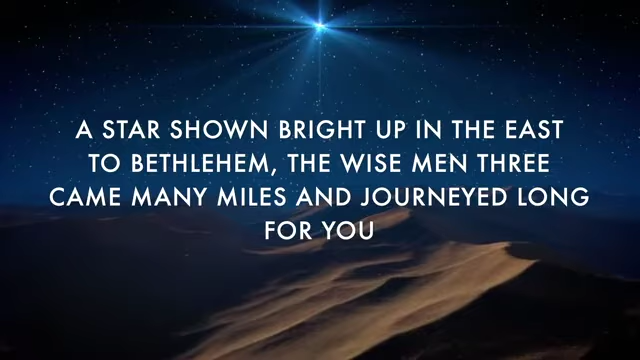 A STAR SHOWN BRIGHT UP IN THE EAST
TO BETHLEHEM, THE WISE MEN THREE
CAME MANY MILES AND JOURNEYED LONG
FOR YOU